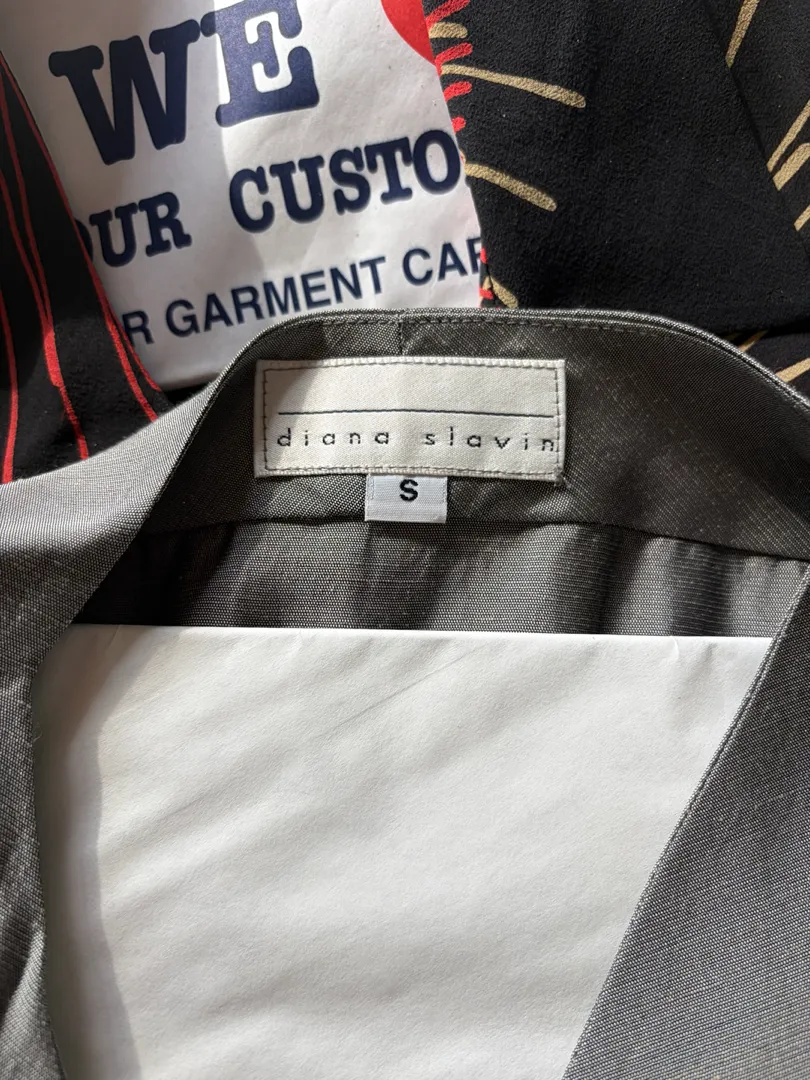 WE
OUR CUSTO
R GARMENT CAR
diana slavin
S